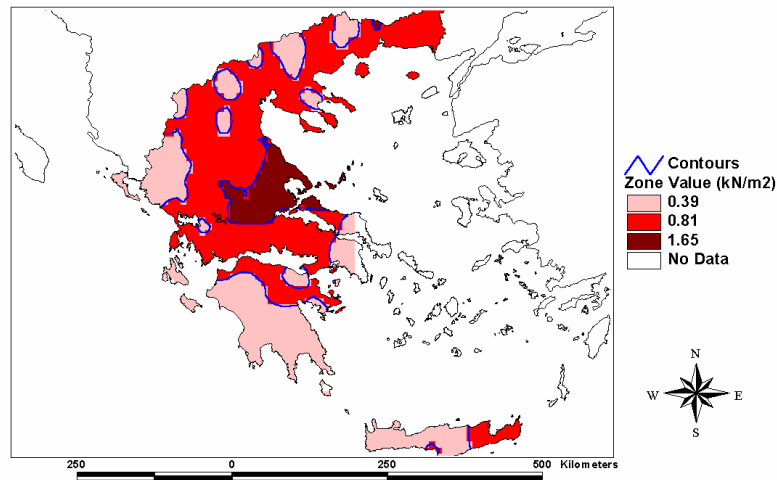 Contours
Zone Value (kN/m2)
0.39
0.81
1.65
No Data
N
W E
S
250 0 250 500 Kilometers